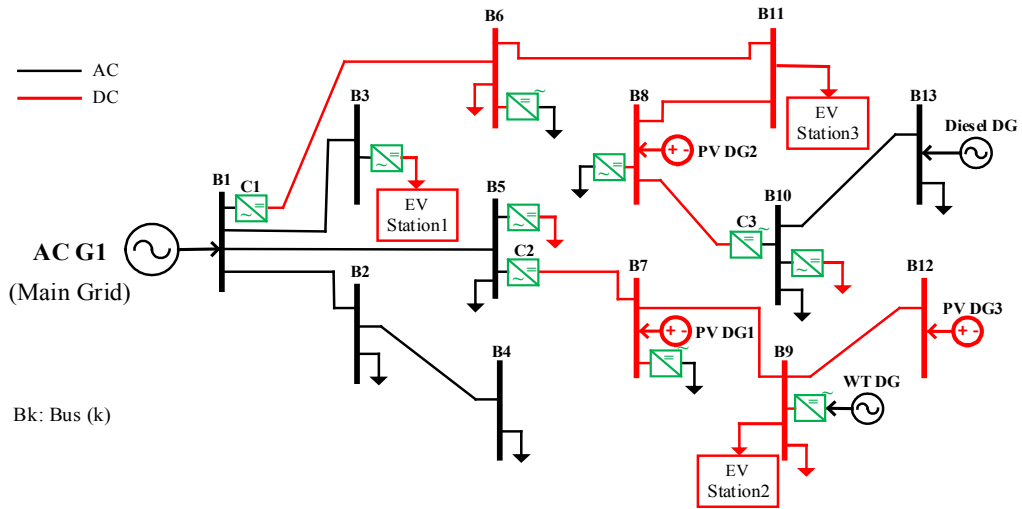 AC
DC
B6
B11
B3
B8
B13
EV
Station3
Diesel DG
PV DG2
B1
C1
B5
B10
EV
Station1
C3
AC G1
(Main Grid)
C2
B2
B7
B12
PV DG1
PV DG3
B4
B9
WT DG
Bk: Bus (k)
EV
Station2